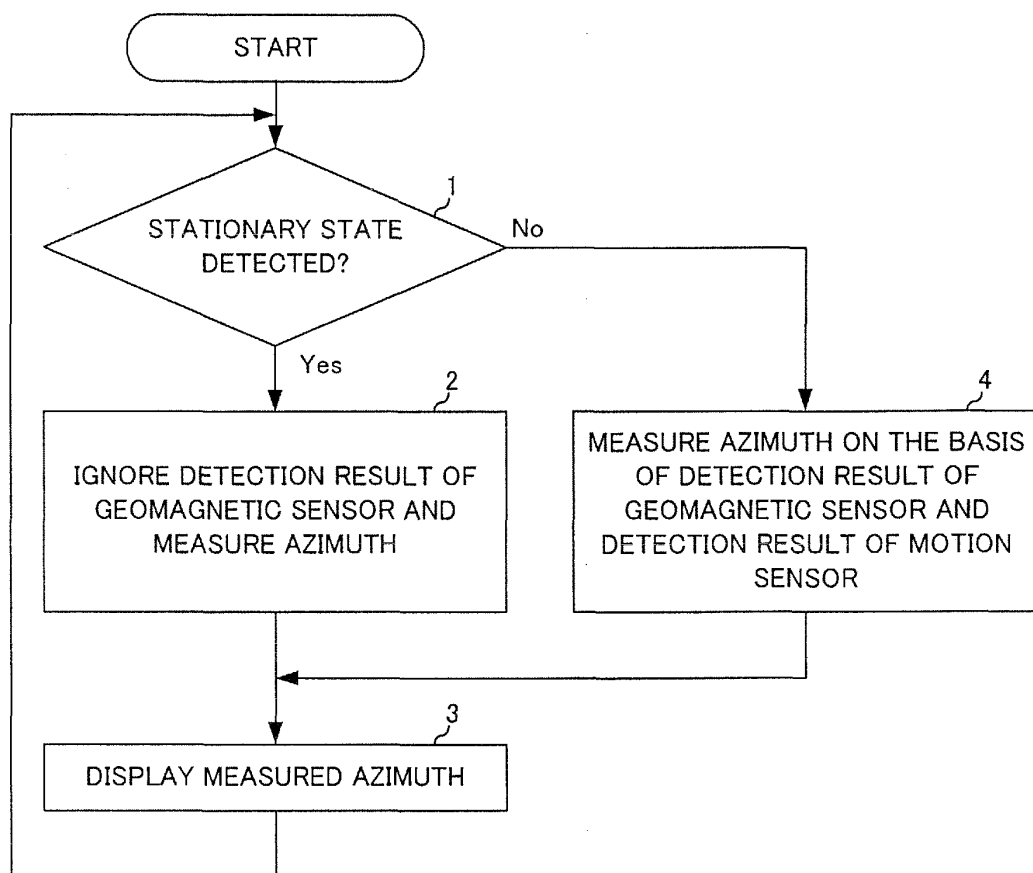 START
1
STATIONARY STATE
DETECTED?
No
Yes
2
IGNORE DETECTION RESULT OF
GEOMAGNETIC SENSOR AND
MEASURE AZIMUTH
4
MEASURE AZIMUTH ON THE BASIS
OF DETECTION RESULT OF
GEOMAGNETIC SENSOR AND
DETECTION RESULT OF MOTION
SENSOR
3
DISPLAY MEASURED AZIMUTH